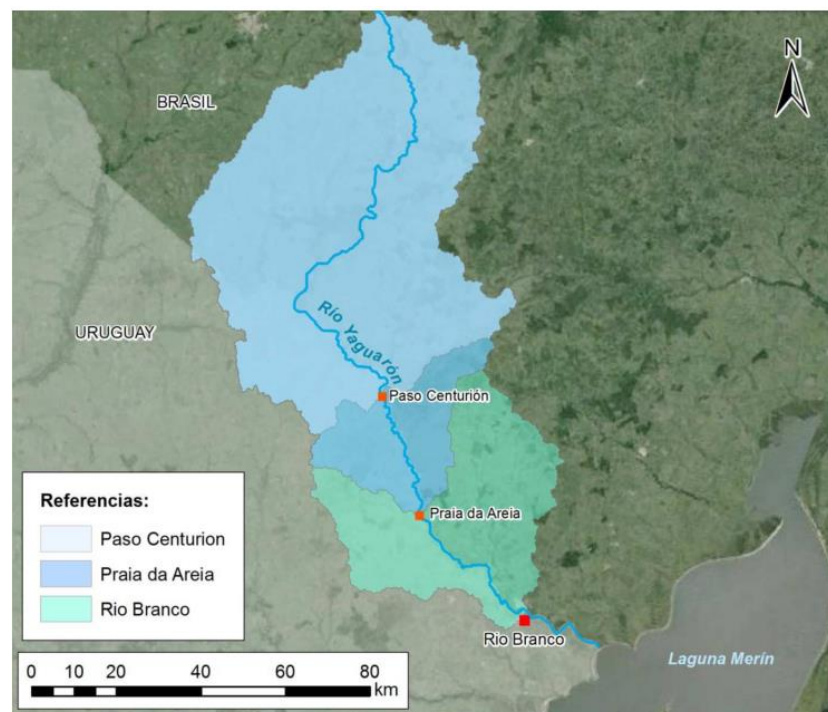 N
BRASIL
URUGUAY
Río Yaguarón
Paso Centurión
Praia da Areia
Rio Branco
Laguna Merín
Referencias:
Paso Centurion
Praia da Areia
Rio Branco
0 10 20 40 60 80
km